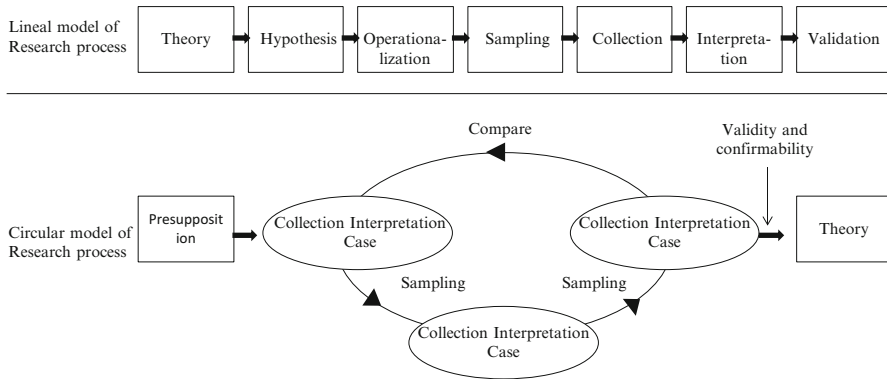 Lineal model of
Research process
Theory
Hypothesis
Operationa-
lization
Sampling
Collection
Interpreta-
tion
Validation
Compare
Validity and
confirmability
Circular model of
Research process
Presupposit
ion
Collection Interpretation
Case
Collection Interpretation
Case
Theory
Sampling
Sampling
Collection Interpretation
Case